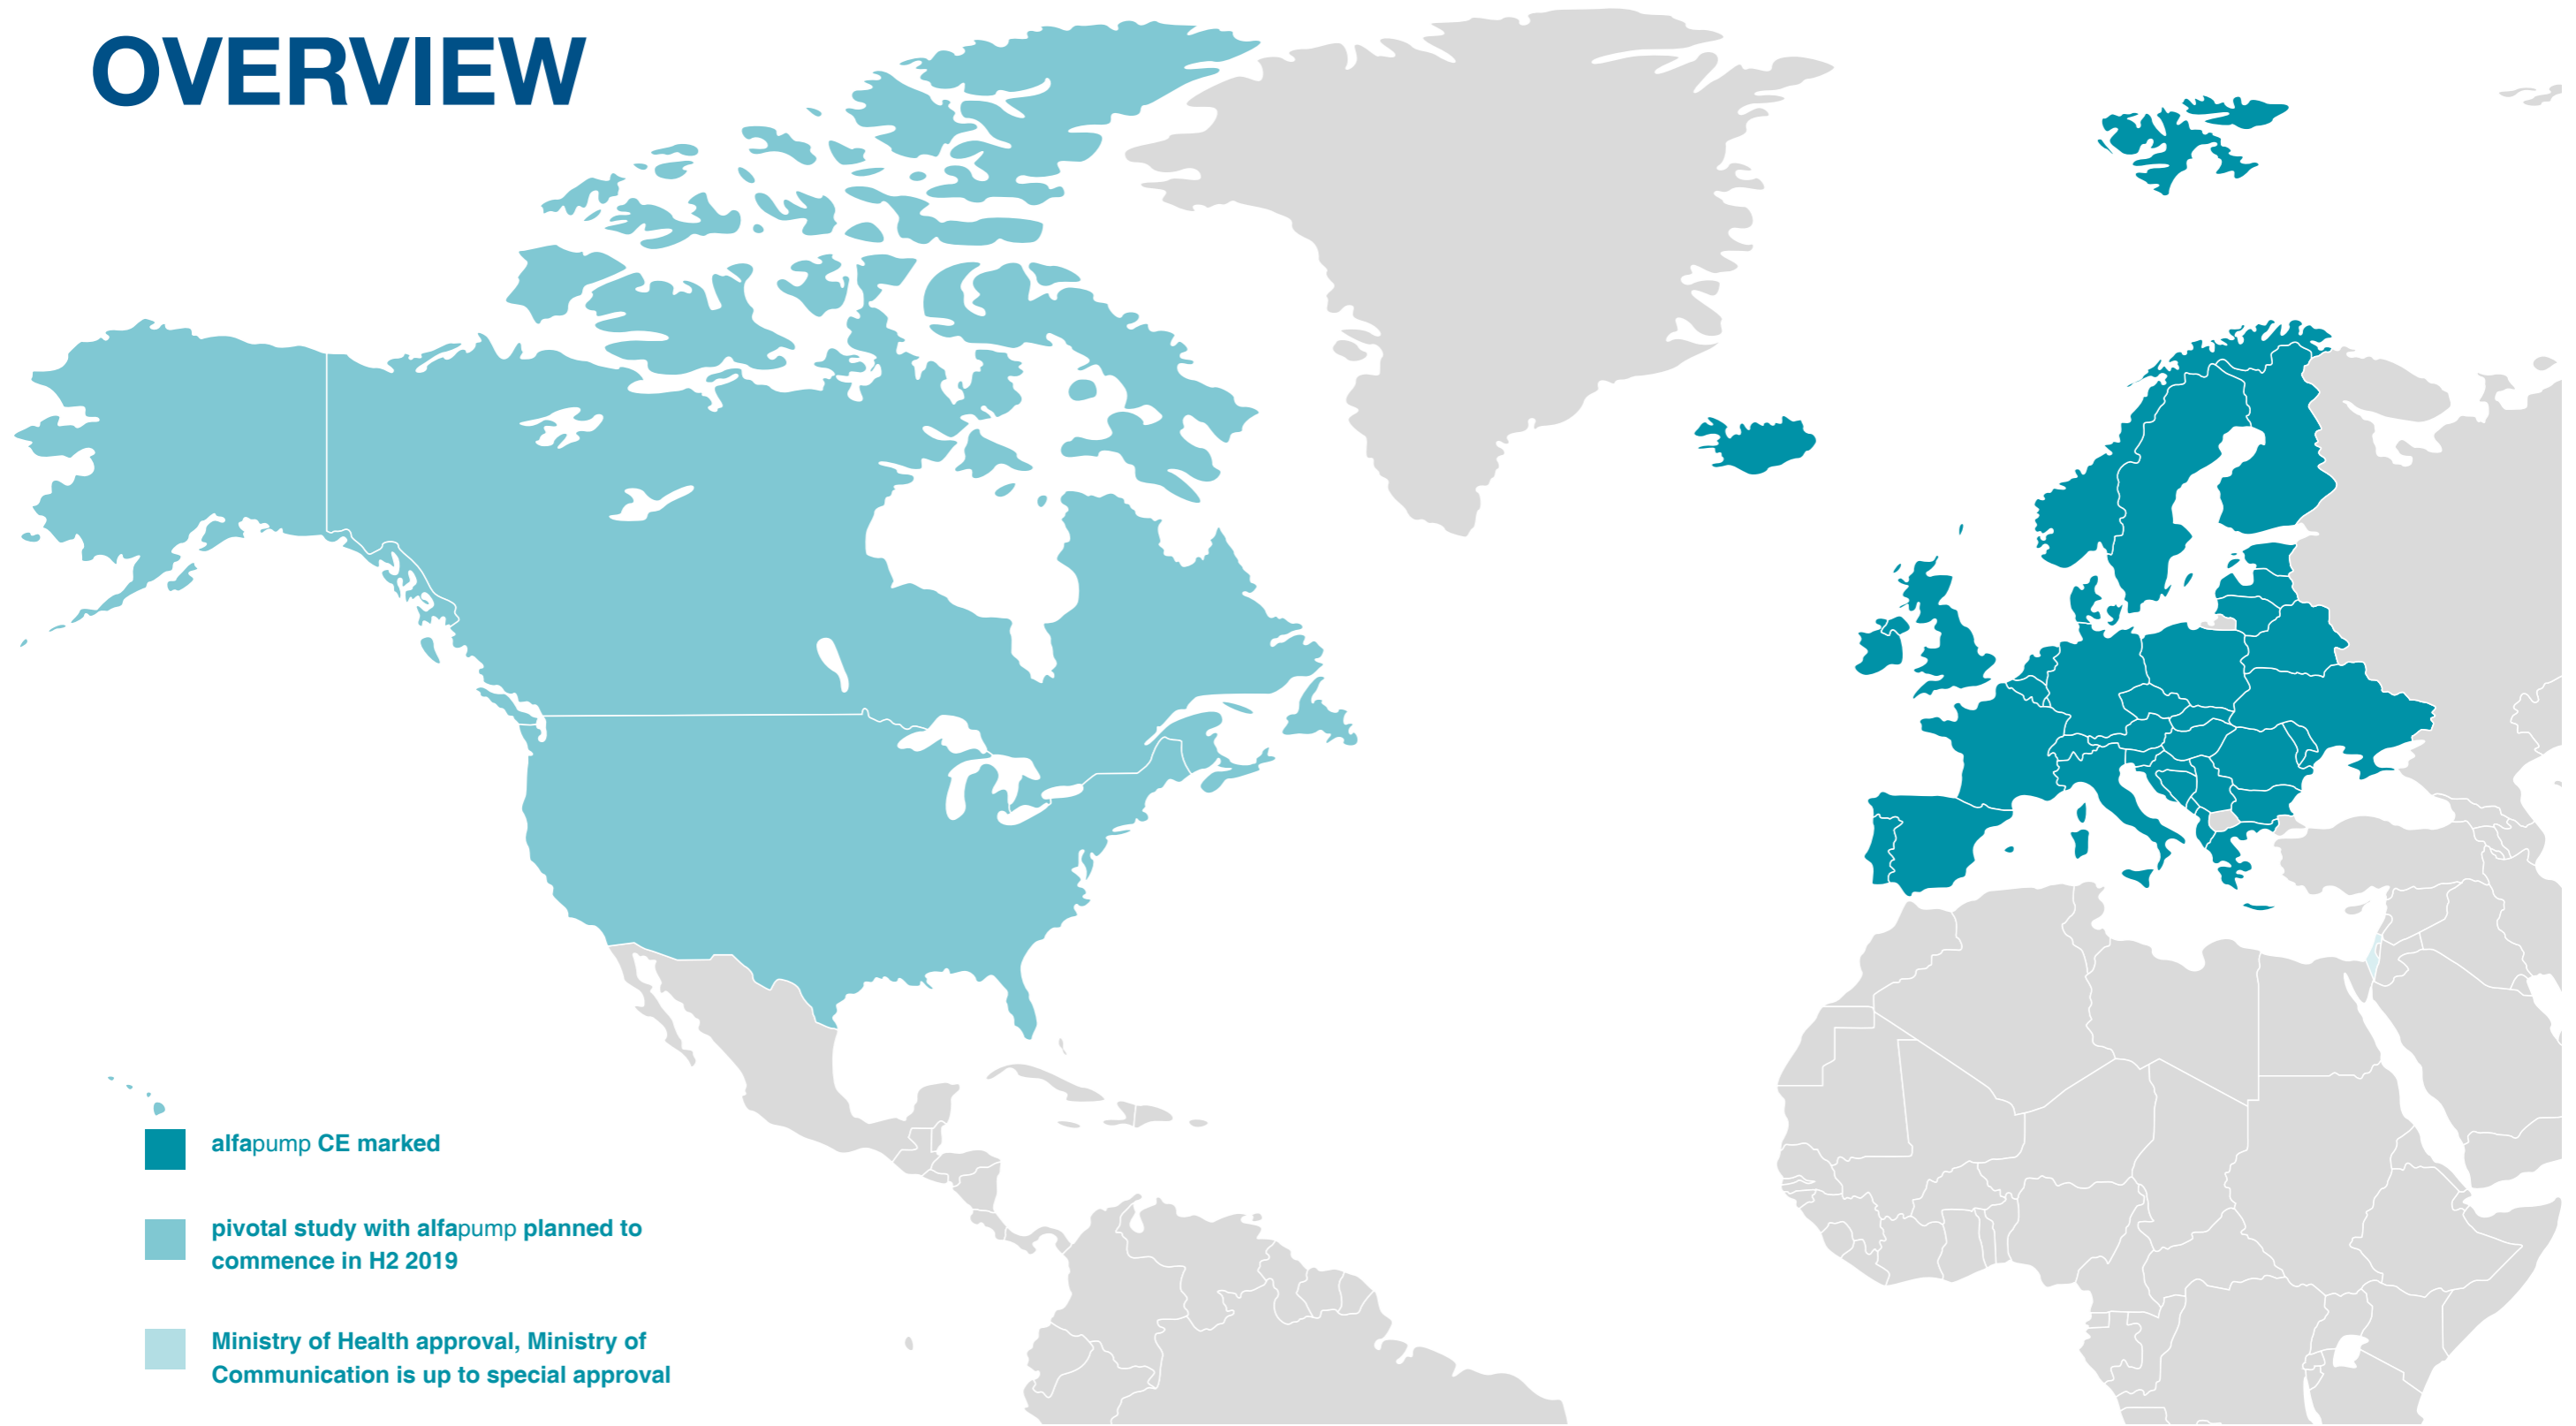 OVERVIEW
alfapump CE marked
pivotal study with alfapump planned to
commence in H2 2019
Ministry of Health approval, Ministry of
Communication is up to special approval